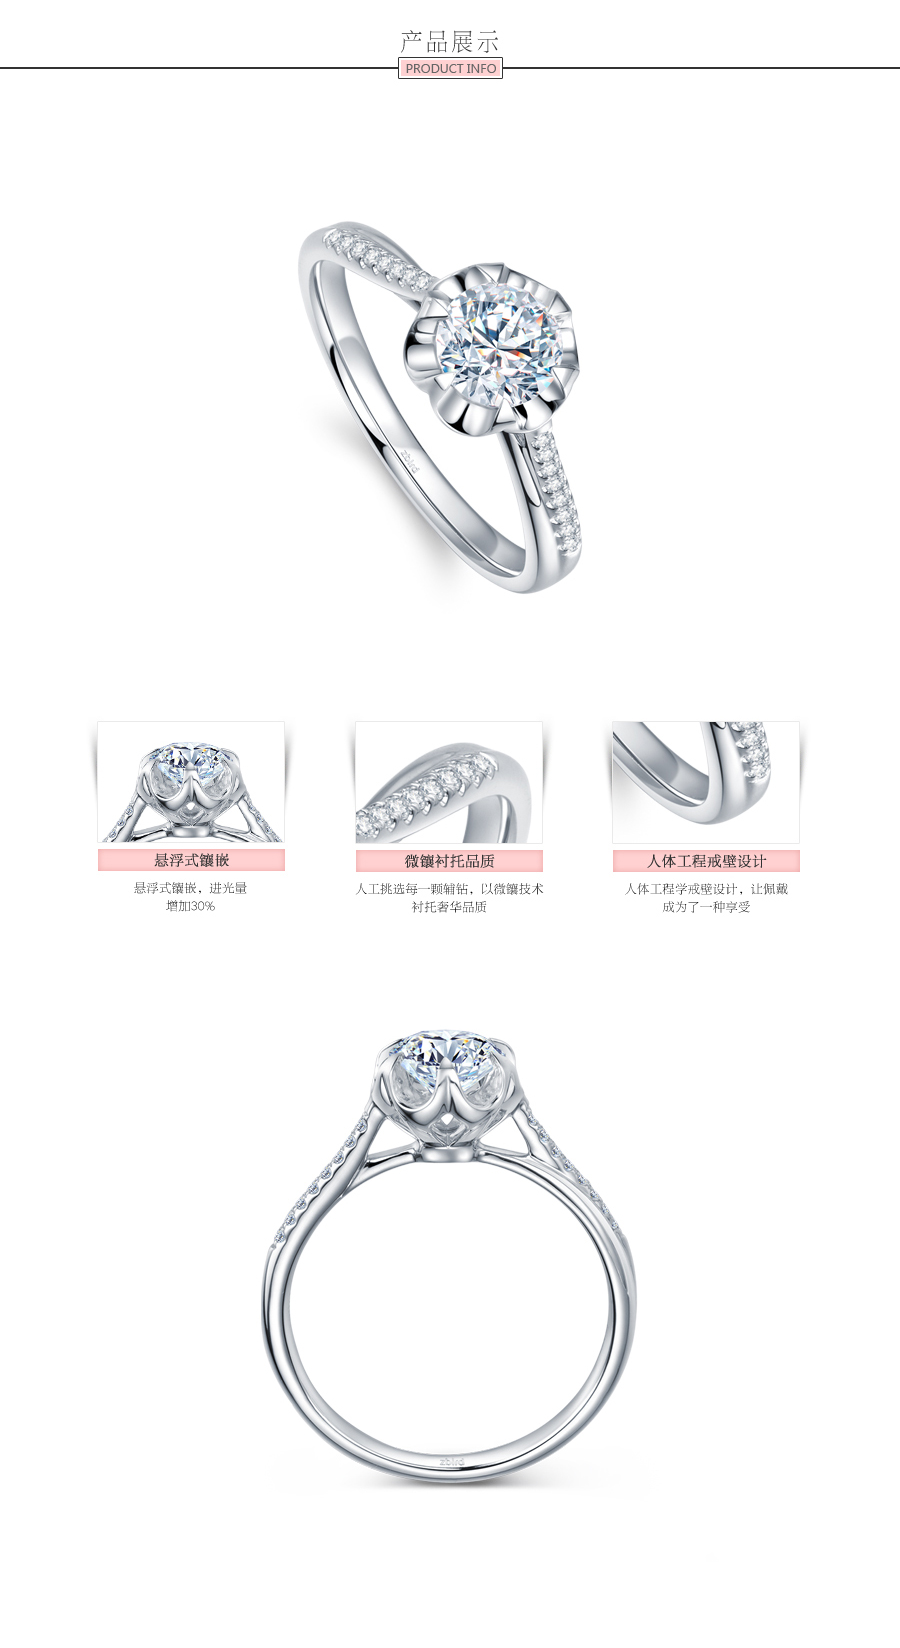 产品展示
PRODUCT INFO
zbird
悬浮式镶嵌
微镶衬托品质
人体工程戒壁设计
悬浮式镶嵌，进光量
增加30%
人工挑选每一颗辅钻，以微镶技术
衬托奢华品质
人体工程学戒壁设计，让佩戴
成为了一种享受
zbird